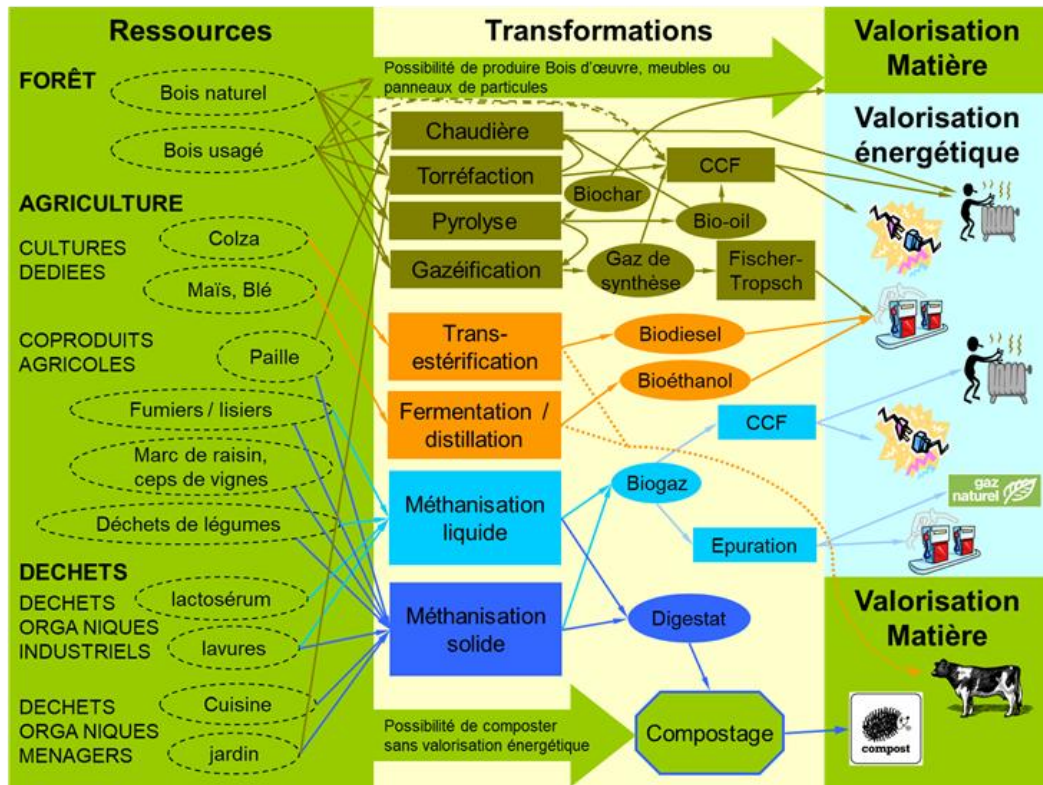 Ressources
Transformations
Valorisation
Matière
FORÊT
Bois naturel
Bois usagé
AGRICULTURE
CULTURES
DEDIEES
Colza
Maïs, Blé
COPRODUITS
AGRICOLES
Paille
Fumiers / lisiers
Marc de raisin,
ceps de vignes
Déchets de légumes
DECHETS
DECHETS
ORGA NIQUES
INDUSTRIELS
lactosérum
lavures
DECHETS
ORGA NIQUES
MENAGERS
Cuisine
jardin
Possibilité de produire Bois d'œuvre, meubles ou
panneaux de particules
Chaudière
Torréfaction
CCF
Biochar
Pyrolyse
Bio-oil
Gazéification
Gaz de
synthèse
Fischer-
Tropsch
Trans-
estérification
Biodiesel
Bioéthanol
Fermentation /
distillation
CCF
Méthanisation
liquide
Biogaz
Epuration
Méthanisation
solide
Digestat
Possibilité de composter
sans valorisation énergétique
Compostage
Valorisation
énergétique
gaz
naturel
Valorisation
Matière
compost